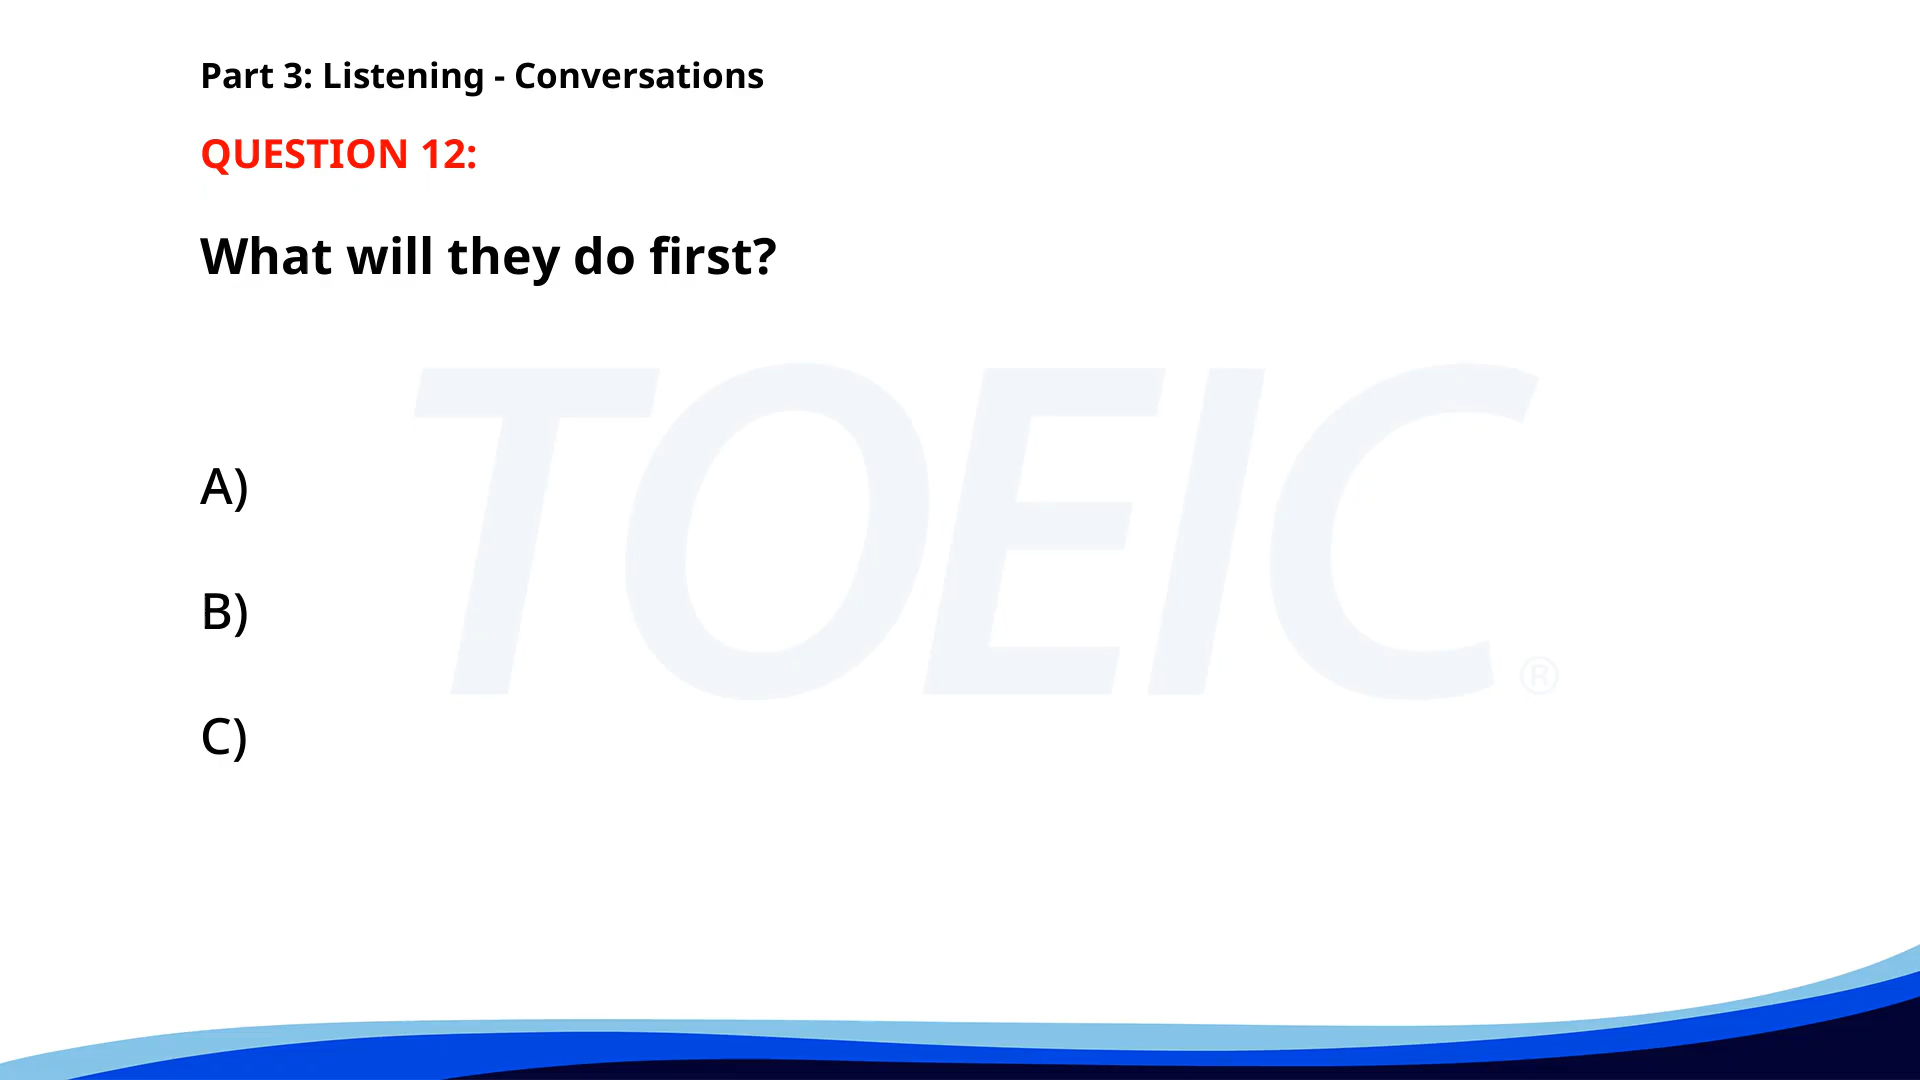 Part 3: Listening - Conversations
QUESTION 12:
What will they do first?
TOEIC®
A)
B)
C)